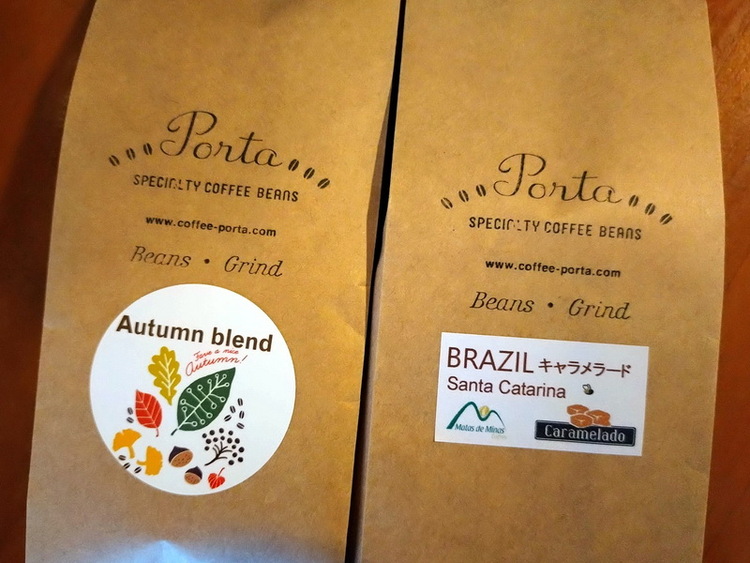 Porta
SPECIALTY COFFEE BEANS
www.coffee-porta.com
Beans • Grind
Autumn blend
Have a nice
Autumn!
Porta
SPECIALTY COFFEE BEANS
www.coffee-porta.com
Beans • Grind
BRAZIL キャラメラード
Santa Catarina
Matas de Minas
Caramelado